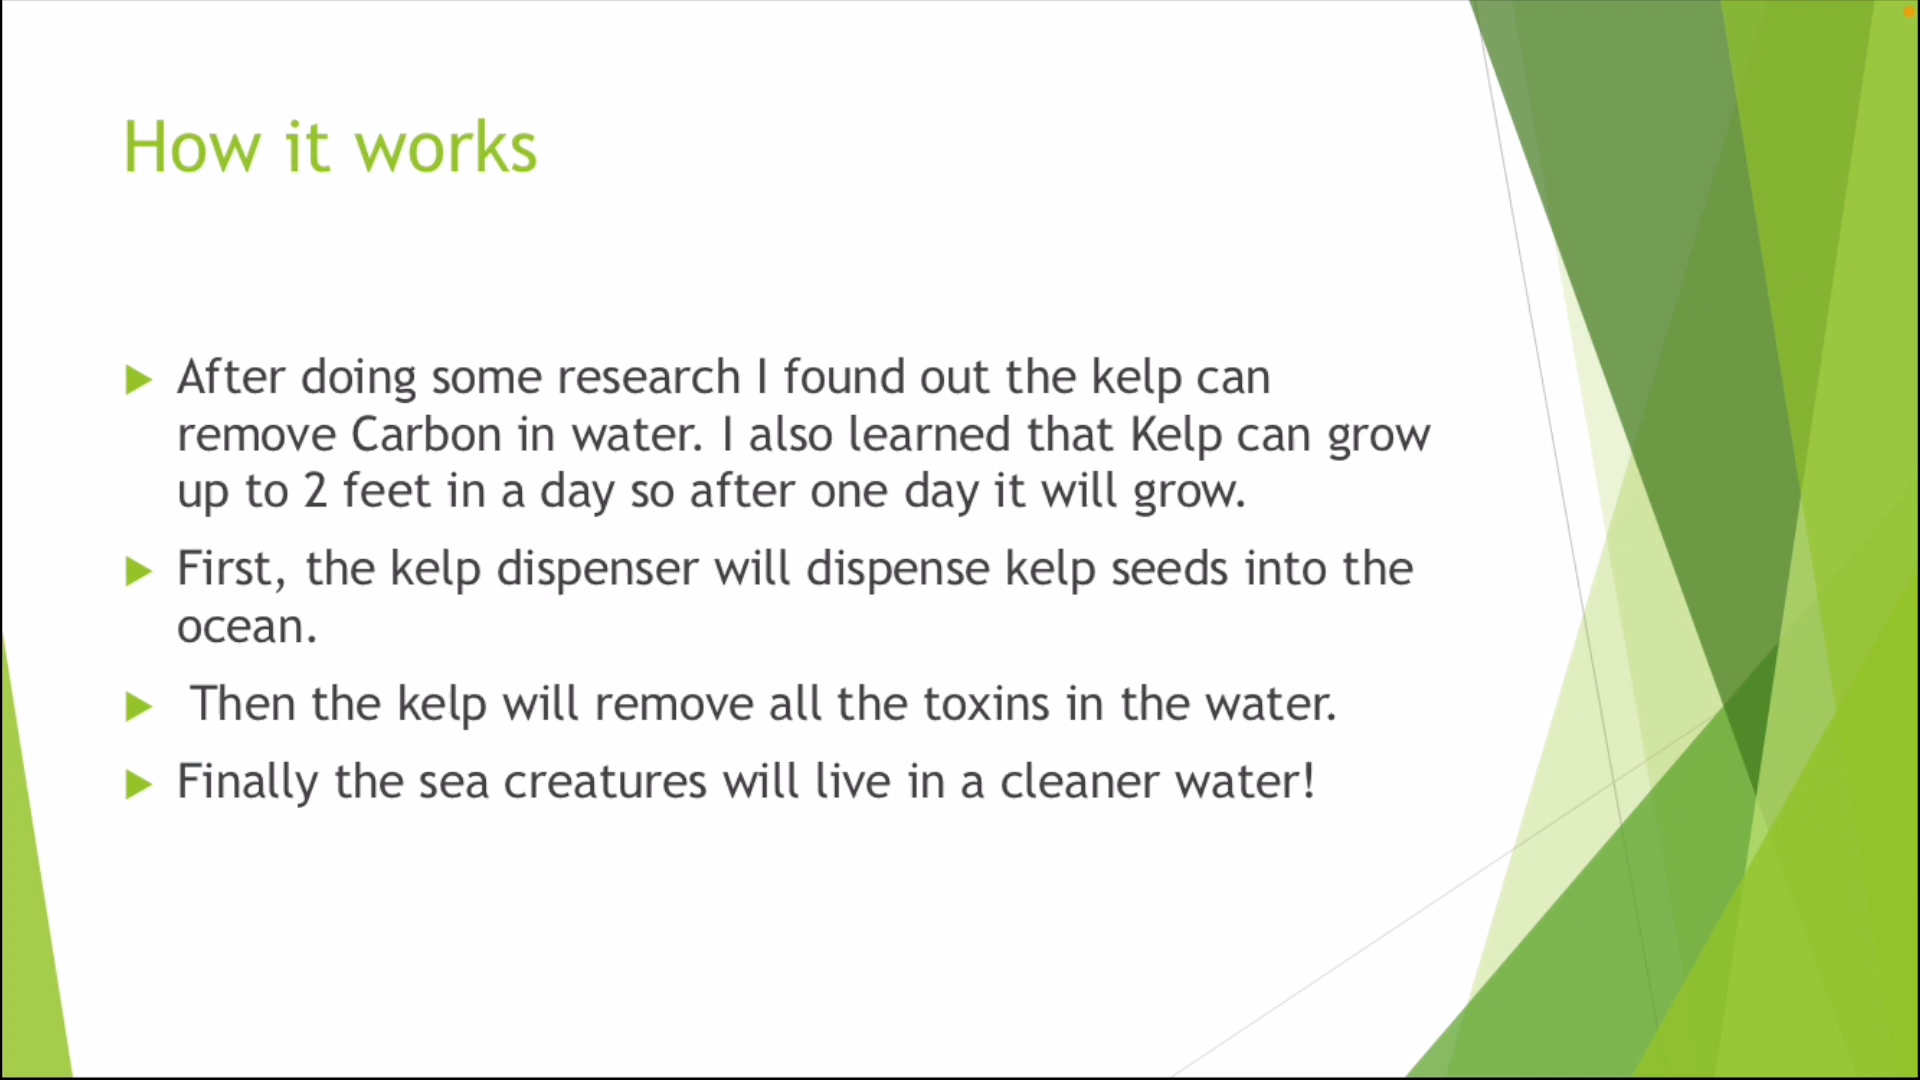 How it works
After doing some research I found out the kelp can
remove Carbon in water. I also learned that Kelp can grow
up to 2 feet in a day so after one day it will grow.
First, the kelp dispenser will dispense kelp seeds into the
ocean.
Then the kelp will remove all the toxins in the water.
Finally the sea creatures will live in a cleaner water!